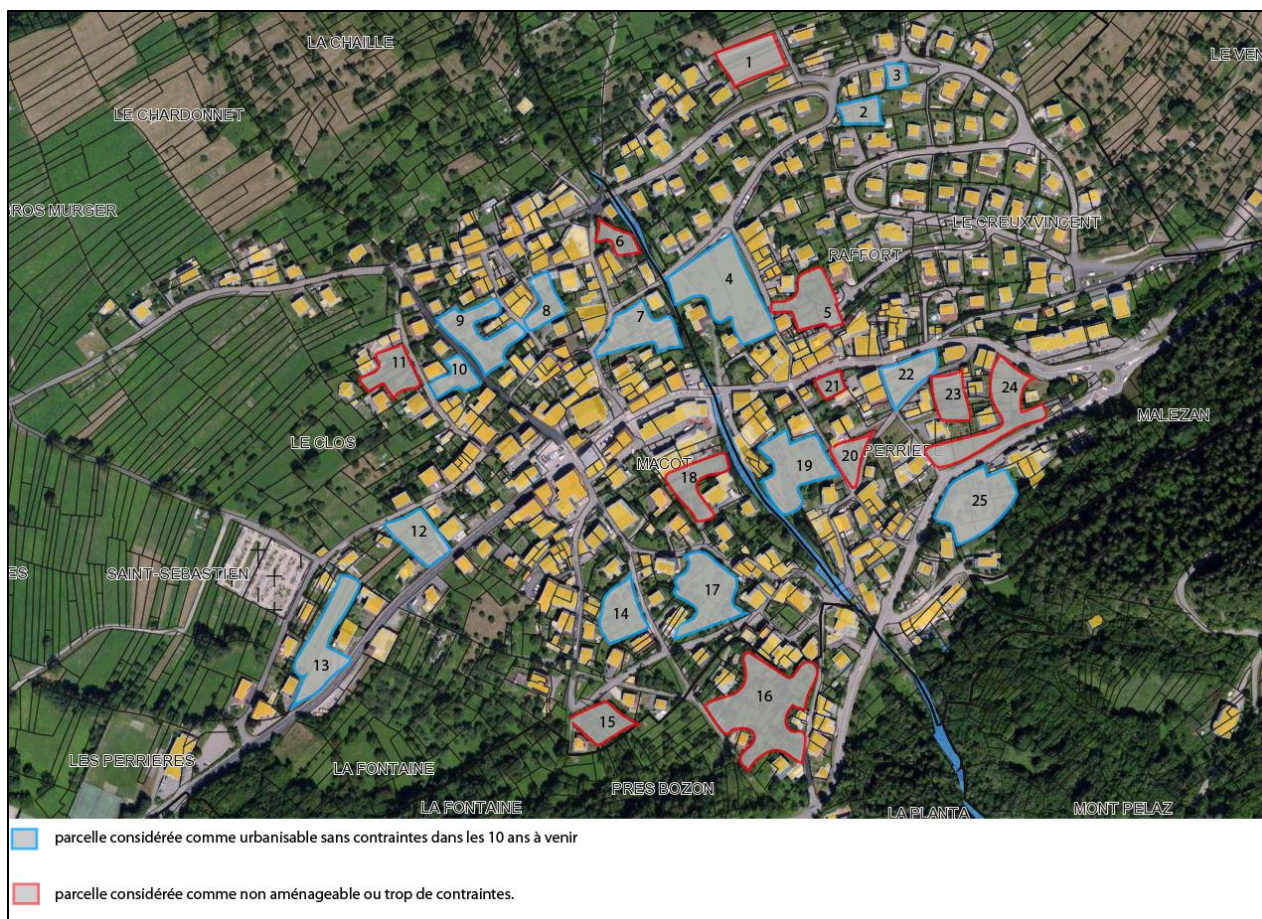 LA CHAILLE
LE VEN
1
3
LE CHARDONNET
2
GROS MURGER
LE CREUX VINCENT
6
RAFFORT
4
5
7
8
9
10
11
21
22
23
24
MALEZAN
LE CLOS
MACOT
20
PERRIERE
18
19
25
12
ES
SAINT-SEBASTIEN
17
14
13
16
15
LES PERRIERES
LA FONTAINE
PRES BOZON
LA FONTAINE
LA PLANTA
MONT PELAZ
parcelle considérée comme urbanisable sans contraintes dans les 10 ans à venir
parcelle considérée comme non aménageable ou trop de contraintes.